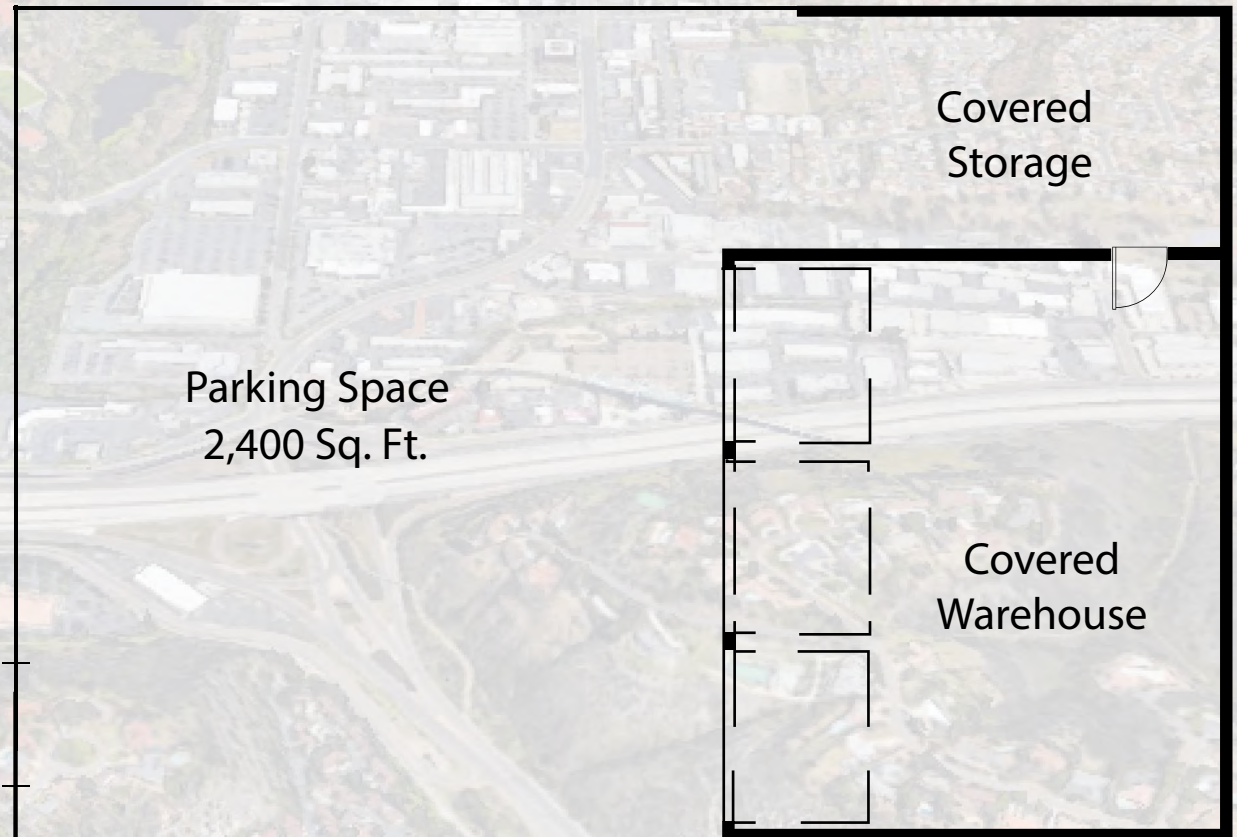 Covered
Storage
Parking Space
2,400 Sq. Ft.
Covered
Warehouse